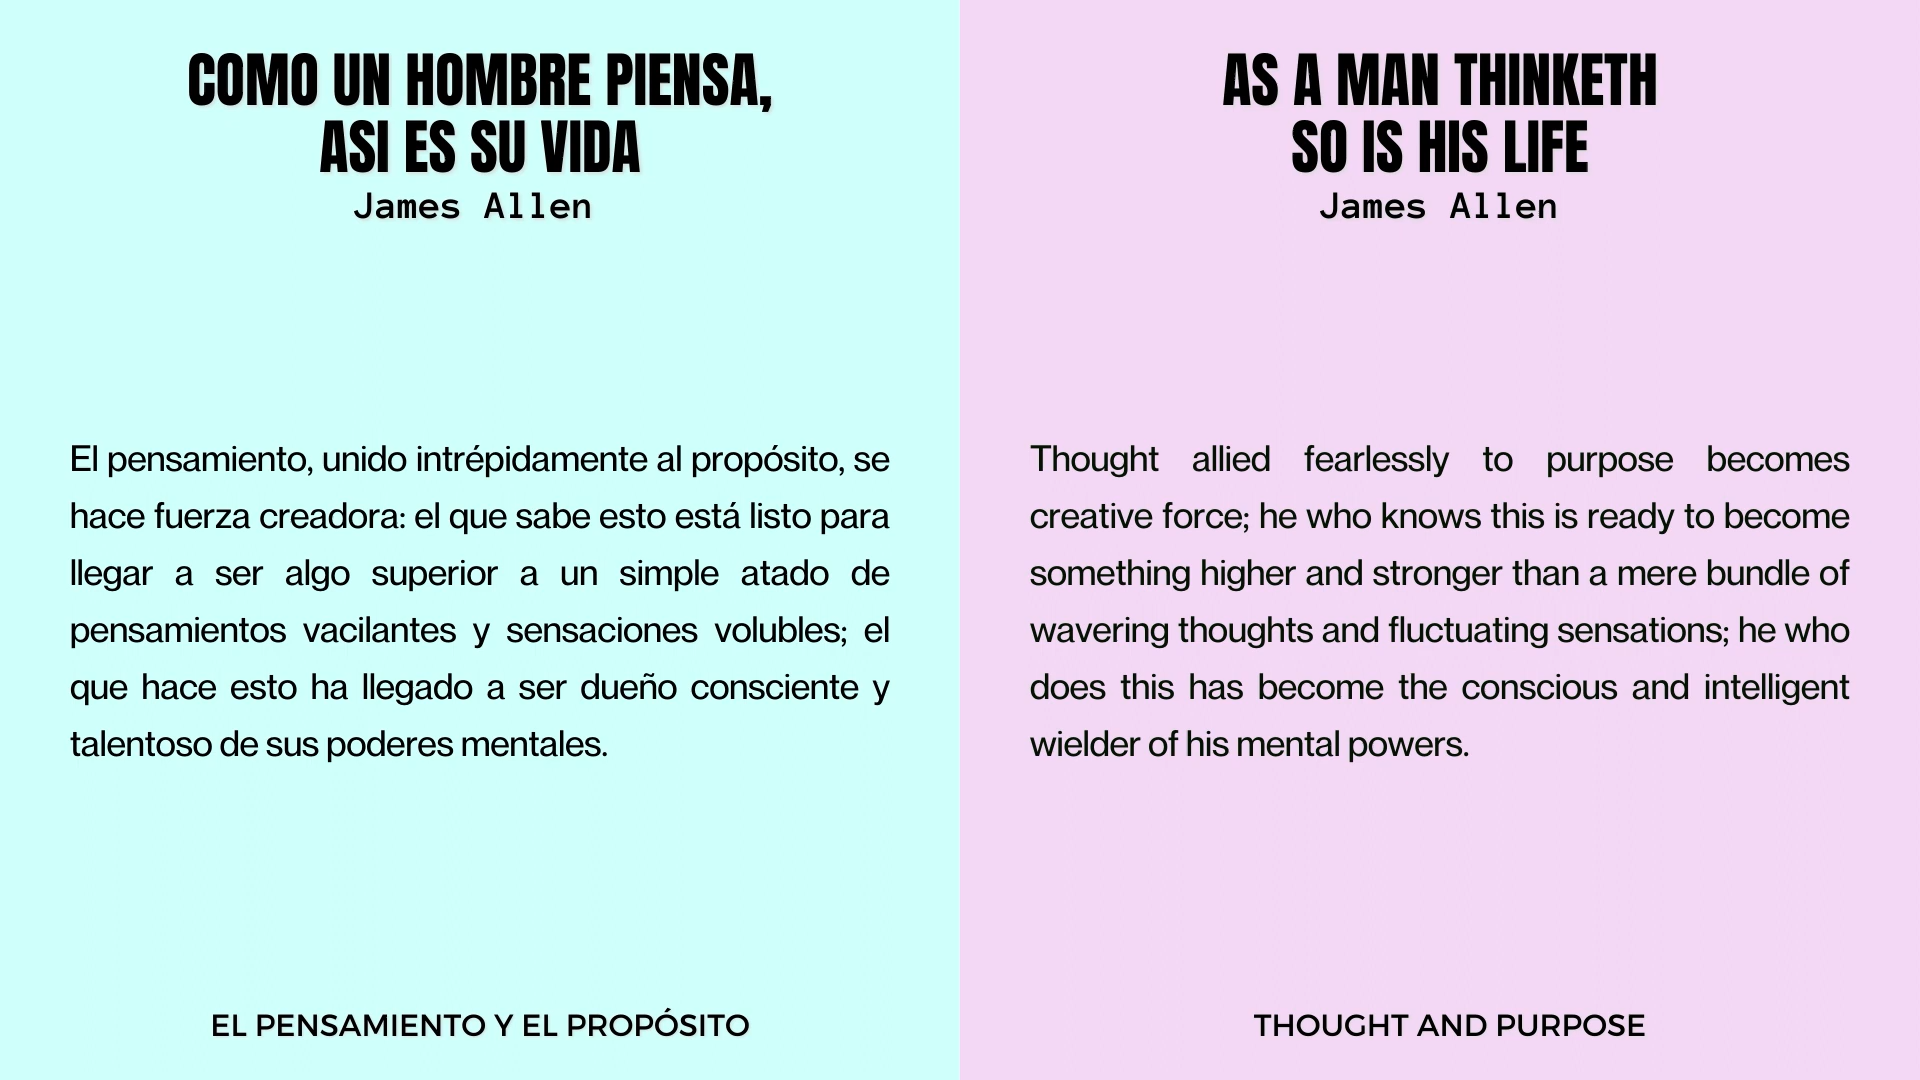 COMO UN HOMBRE PIENSA,
ASI ES SU VIDA
James Allen
El pensamiento, unido intrépidamente al propósito, se
hace fuerza creadora: el que sabe esto está listo para
llegar a ser algo superior a un simple atado de
pensamientos vacilantes y sensaciones volubles; el
que hace esto ha llegado a ser dueño consciente y
talentoso de sus poderes mentales.
EL PENSAMIENTO Y EL PROPÓSITO
AS A MAN THINKETH
SO IS HIS LIFE
James Allen
Thought allied fearlessly to purpose becomes
creative force; he who knows this is ready to become
something higher and stronger than a mere bundle of
wavering thoughts and fluctuating sensations; he who
does this has become the conscious and intelligent
wielder of his mental powers.
THOUGHT AND PURPOSE